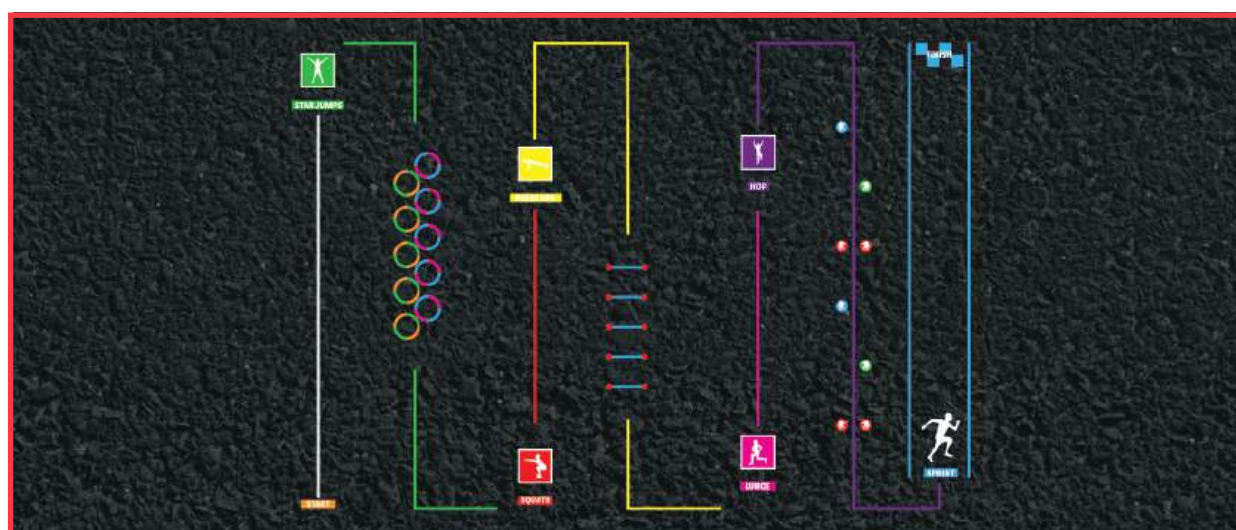 STAR JUMPS
START
SQUATS
HOP
LUNGE
FINISH
SPRINT